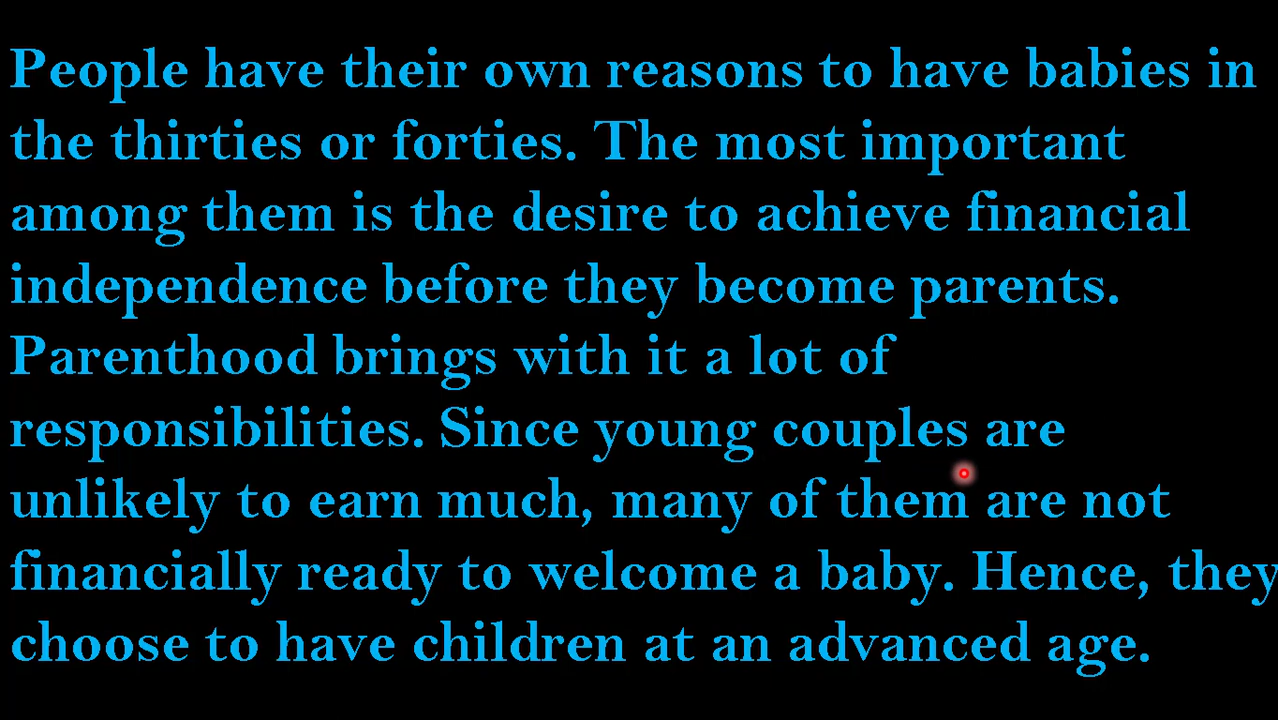 People have their own reasons to have babies in
the thirties or forties. The most important
among them is the desire to achieve financial
independence before they become parents.
Parenthood brings with it a lot of
responsibilities. Since young couples are
unlikely to earn much, many of them are not
financially ready to welcome a baby. Hence, they
choose to have children at an advanced age.